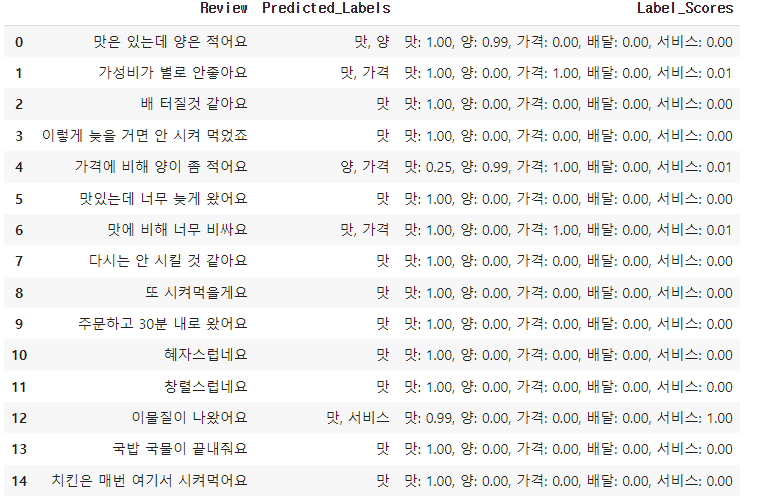 Review Predicted_Labels Label_Scores
0 맛은 있는데 양은 적어요 맛, 양 맛: 1.00, 양: 0.99, 가격: 0.00, 배달: 0.00, 서비스: 0.00
1 가성비가 별로 안좋아요 맛, 가격 맛: 1.00, 양: 0.00, 가격: 1.00, 배달: 0.00, 서비스: 0.01
2 배 터질것 같아요 맛 맛: 1.00, 양: 0.00, 가격: 0.00, 배달: 0.00, 서비스: 0.00
3 이렇게 늦을 거면 안 시켜 먹었죠 맛 맛: 1.00, 양: 0.00, 가격: 0.00, 배달: 0.00, 서비스: 0.00
4 가격에 비해 양이 좀 적어요 양, 가격 맛: 0.25, 양: 0.99, 가격: 1.00, 배달: 0.00, 서비스: 0.01
5 맛있는데 너무 늦게 왔어요 맛 맛: 1.00, 양: 0.00, 가격: 0.00, 배달: 0.00, 서비스: 0.00
6 맛에 비해 너무 비싸요 맛, 가격 맛: 1.00, 양: 0.00, 가격: 1.00, 배달: 0.00, 서비스: 0.01
7 다시는 안 시킬 것 같아요 맛 맛: 1.00, 양: 0.00, 가격: 0.00, 배달: 0.00, 서비스: 0.00
8 또 시켜먹을게요 맛 맛: 1.00, 양: 0.00, 가격: 0.00, 배달: 0.00, 서비스: 0.00
9 주문하고 30분 내로 왔어요 맛 맛: 1.00, 양: 0.00, 가격: 0.00, 배달: 0.00, 서비스: 0.00
10 혜자스럽네요 맛 맛: 1.00, 양: 0.00, 가격: 0.00, 배달: 0.00, 서비스: 0.00
11 창렬스럽네요 맛 맛: 1.00, 양: 0.00, 가격: 0.00, 배달: 0.00, 서비스: 0.00
12 이물질이 나왔어요 맛, 서비스 맛: 0.99, 양: 0.00, 가격: 0.00, 배달: 0.00, 서비스: 1.00
13 국밥 국물이 끝내줘요 맛 맛: 1.00, 양: 0.00, 가격: 0.00, 배달: 0.00, 서비스: 0.00
14 치킨은 매번 여기서 시켜먹어요 맛 맛: 1.00, 양: 0.00, 가격: 0.00, 배달: 0.00, 서비스: 0.00